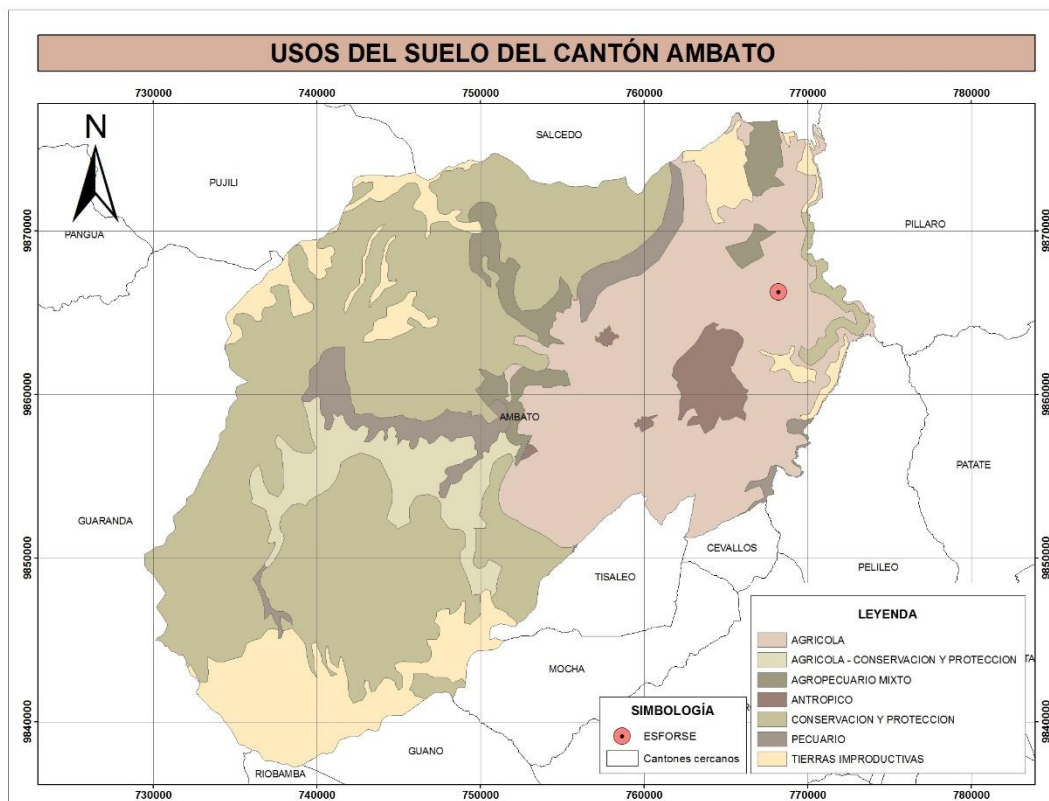 USOS DEL SUELO DEL CANTÓN AMBATO
730000 740000 750000 760000 770000 780000
N
SALCEDO
PUJILI
PILLARO
PANGUA
9870000 9870000
9860000 9860000
AMBATO
PATATE
GUARANDA
CEVALLOS
9850000 9850000
TISALEO
PELILEO
LEYENDA
AGRICOLA
AGRICOLA - CONSERVACION Y PROTECCION
AGROPECUARIO MIXTO
ANTROPICO
CONSERVACION Y PROTECCION
PECUARIO
TIERRAS IMPRODUCTIVAS
MOCHA
SIMBOLOGÍA
ESFORSE
Cantones cercanos
9840000 9840000
GUANO
RIOBAMBA
730000 740000 750000 760000 770000 780000